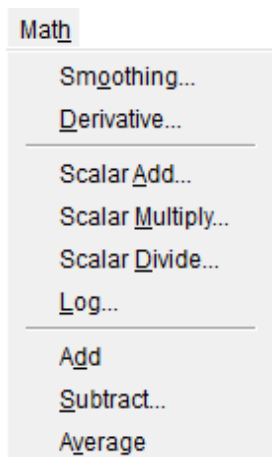 Math
Smoothing...
Derivative...
Scalar Add...
Scalar Multiply...
Scalar Divide...
Log...
Add
Subtract...
Average